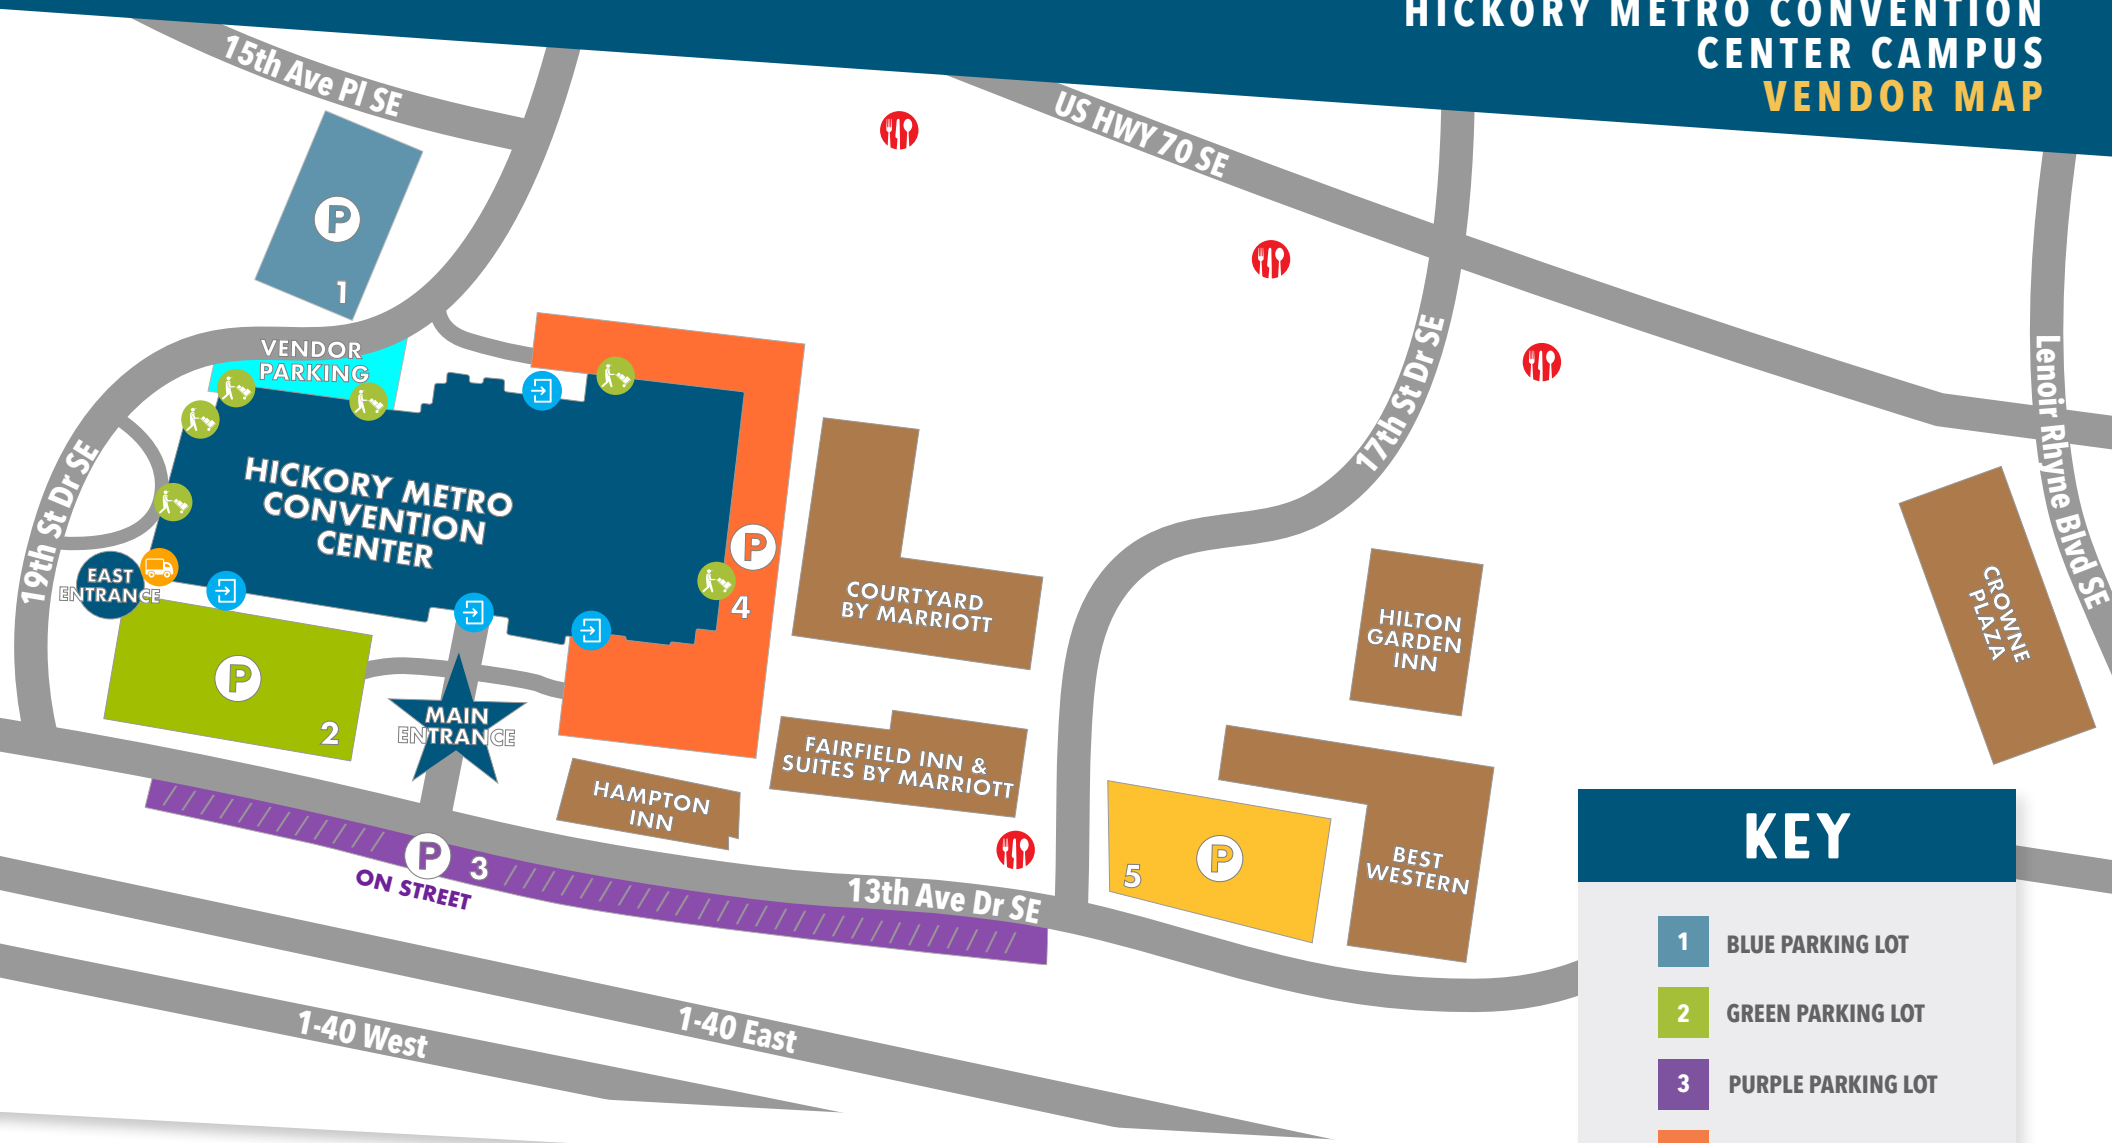 HICKORY METRO CONVENTION
CENTER CAMPUS
VENDOR MAP
15th Ave Pl SE
US HWY 70 SE
P
1
VENDOR
PARKING
17th St Dr SE
Lenoir Rhyne Blvd SE
19th St Dr SE
HICKORY METRO
CONVENTION
CENTER
P
4
EAST
ENTRANCE
COURTYARD
BY MARRIOTT
HILTON
GARDEN
INN
CROWNE
PLAZA
P
2
MAIN
ENTRANCE
FAIRFIELD INN &
SUITES BY MARRIOTT
HAMPTON
INN
P
3
ON STREET
13th Ave Dr SE
5
P
BEST
WESTERN
1-40 West
1-40 East
KEY
1 BLUE PARKING LOT
2 GREEN PARKING LOT
3 PURPLE PARKING LOT